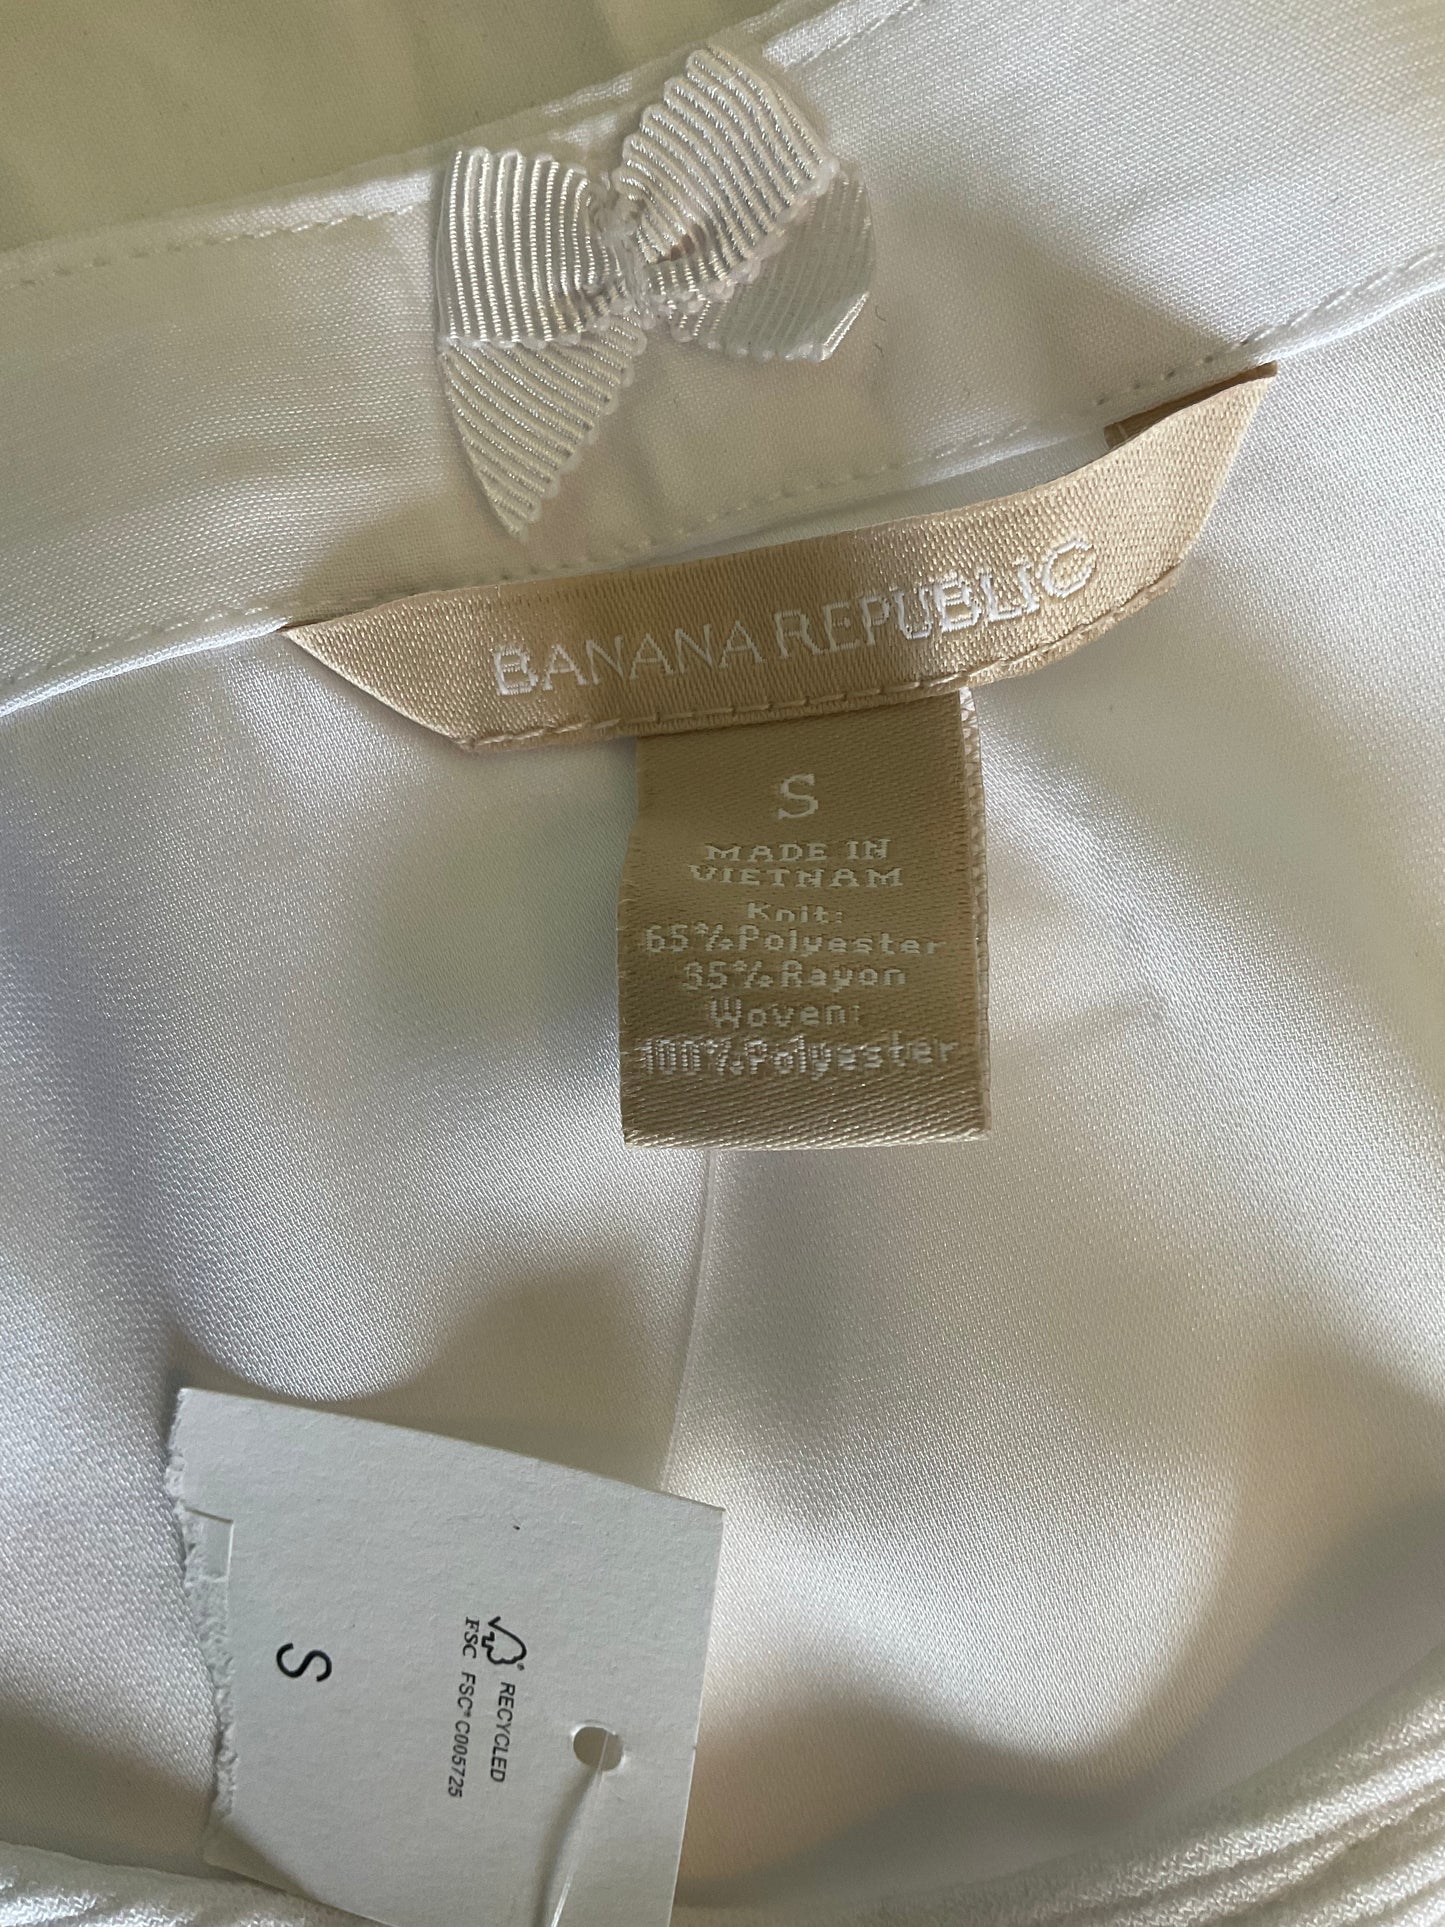 BANANA REPUBLIC
S
MADE IN
VIETNAM
Knit:
65%Polyester
35%Rayon
Woven:
100%Polyester
S
RECYCLED
FSC FSC® C005725